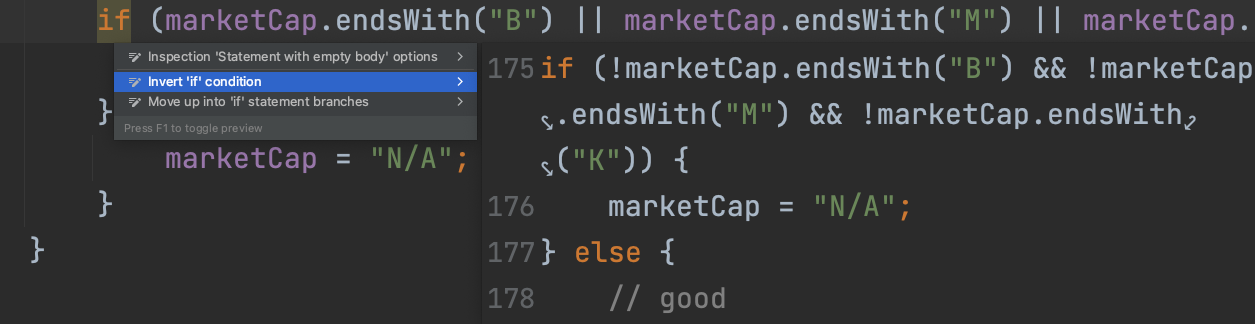 if (marketCap.endsWith("B") || marketCap.endsWith("M") || marketCap.
Inspection 'Statement with empty body' options
Invert 'if' condition
Move up into 'if' statement branches
Press F1 to toggle preview
}
marketCap = "N/A";
}
}
175 if (!marketCap.endsWith("B") && !marketCap
.endsWith("M") && !marketCap.endsWith
("K")) {
176 marketCap = "N/A";
177 } else {
178 // good